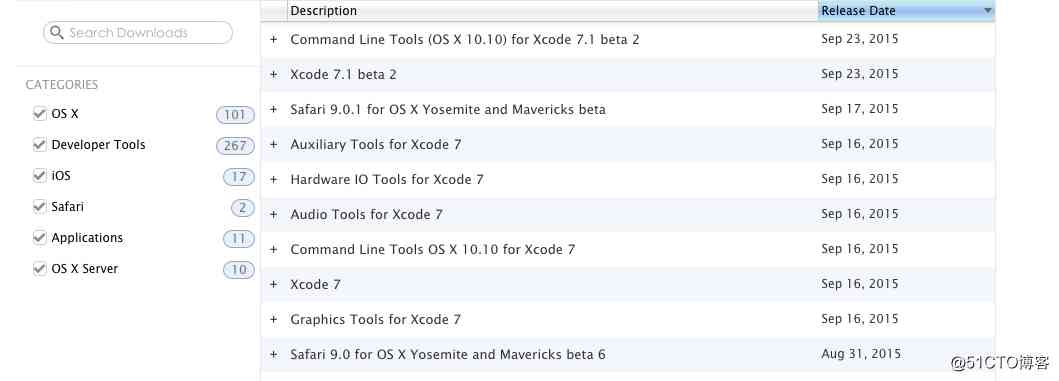 Search Downloads
CATEGORIES
OS X 101
Developer Tools 267
iOS 17
Safari 2
Applications 11
OS X Server 10
Description Release Date
+ Command Line Tools (OS X 10.10) for Xcode 7.1 beta 2 Sep 23, 2015
+ Xcode 7.1 beta 2 Sep 23, 2015
+ Safari 9.0.1 for OS X Yosemite and Mavericks beta Sep 17, 2015
+ Auxiliary Tools for Xcode 7 Sep 16, 2015
+ Hardware IO Tools for Xcode 7 Sep 16, 2015
+ Audio Tools for Xcode 7 Sep 16, 2015
+ Command Line Tools OS X 10.10 for Xcode 7 Sep 16, 2015
+ Xcode 7 Sep 16, 2015
+ Graphics Tools for Xcode 7 Sep 16, 2015
+ Safari 9.0 for OS X Yosemite and Mavericks beta 6 Aug 31, 2015
@51CTO博客